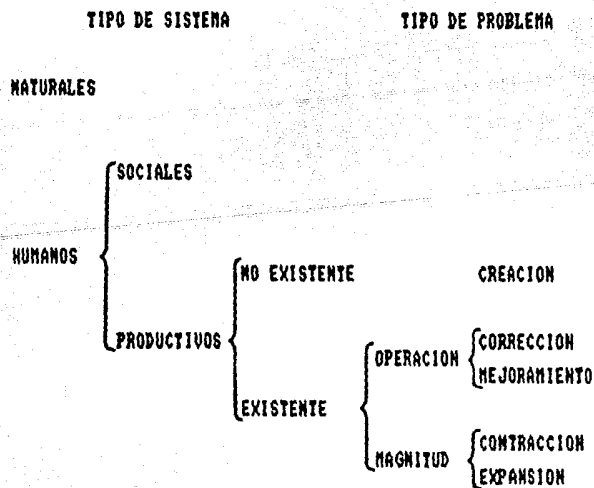 TIPO DE SISTEMA TIPO DE PROBLEMA
NATURALES
SOCIALES
HUMANOS
NO EXISTENTE CREACION
PRODUCTIVOS
OPERACION CORRECCION
MEJORAMIENTO
EXISTENTE
MAGNITUD CONTRACCION
EXPANSION